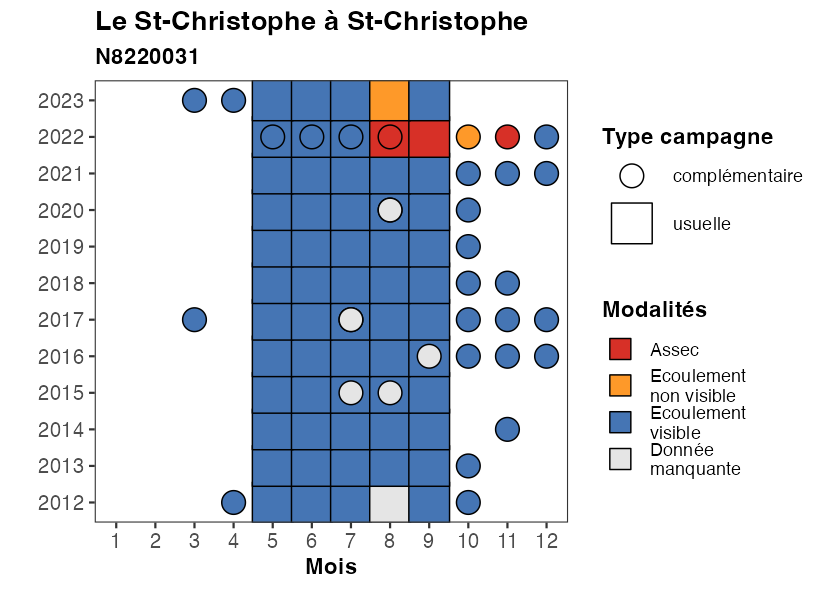 Le St-Christophe à St-Christophe
N8220031
2023
2022
2021
2020
2019
2018
2017
2016
2015
2014
2013
2012
1 2 3 4 5 6 7 8 9 10 11 12
Mois
Type campagne
complémentaire
usuelle
Modalités
Assec
Ecoulement
non visible
Ecoulement
visible
Donnée
manquante